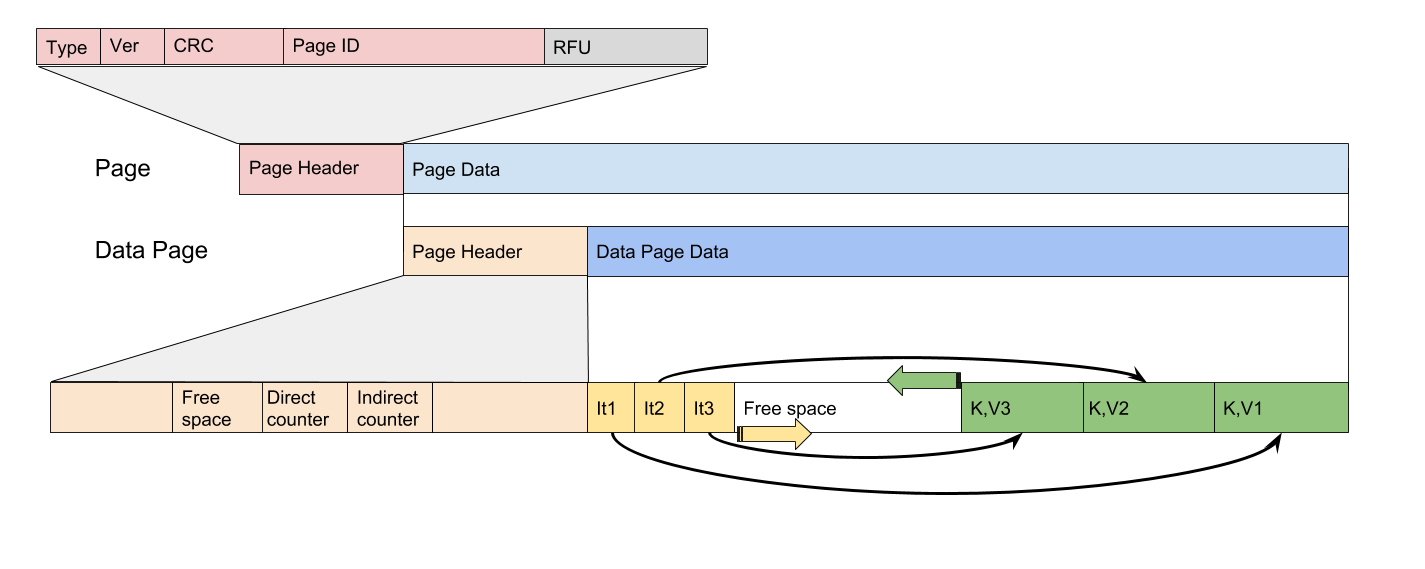 Type Ver CRC Page ID RFU
Page Page Header Page Data
Data Page Page Header Data Page Data
Free space Direct counter Indirect counter It1 It2 It3 Free space K,V3 K,V2 K,V1